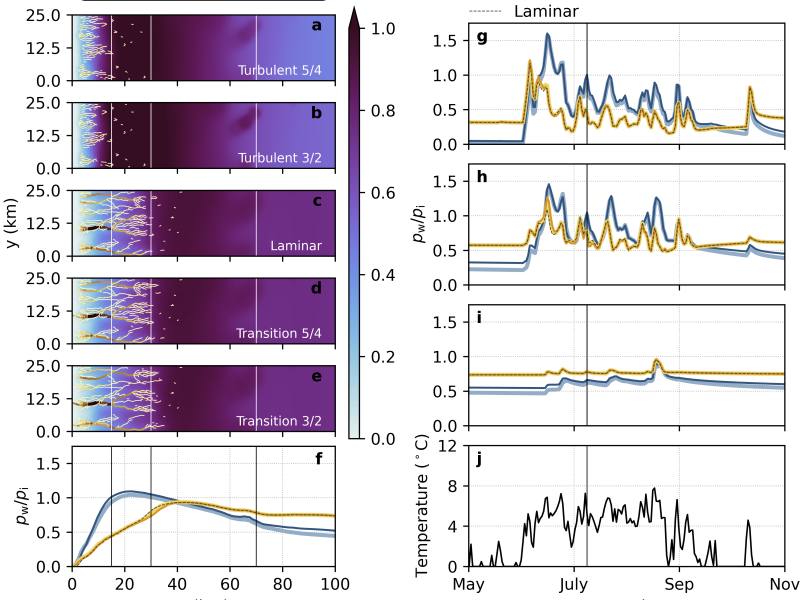 Laminar
a
Turbulent 5/4
25.0
12.5
0.0
b
Turbulent 3/2
25.0
12.5
0.0
c
Laminar
25.0
12.5
0.0
d
Transition 5/4
25.0
12.5
0.0
e
Transition 3/2
25.0
12.5
0.0
y (km)
1.0
0.8
0.6
0.4
0.2
0.0
f
1.5
1.0
0.5
0.0
pw/pi
0 20 40 60 80 100
g
1.5
1.0
0.5
0.0
h
1.5
1.0
0.5
0.0
pw/pi
i
1.5
1.0
0.5
0.0
j
12
8
4
0
Temperature (°C)
May July Sep Nov